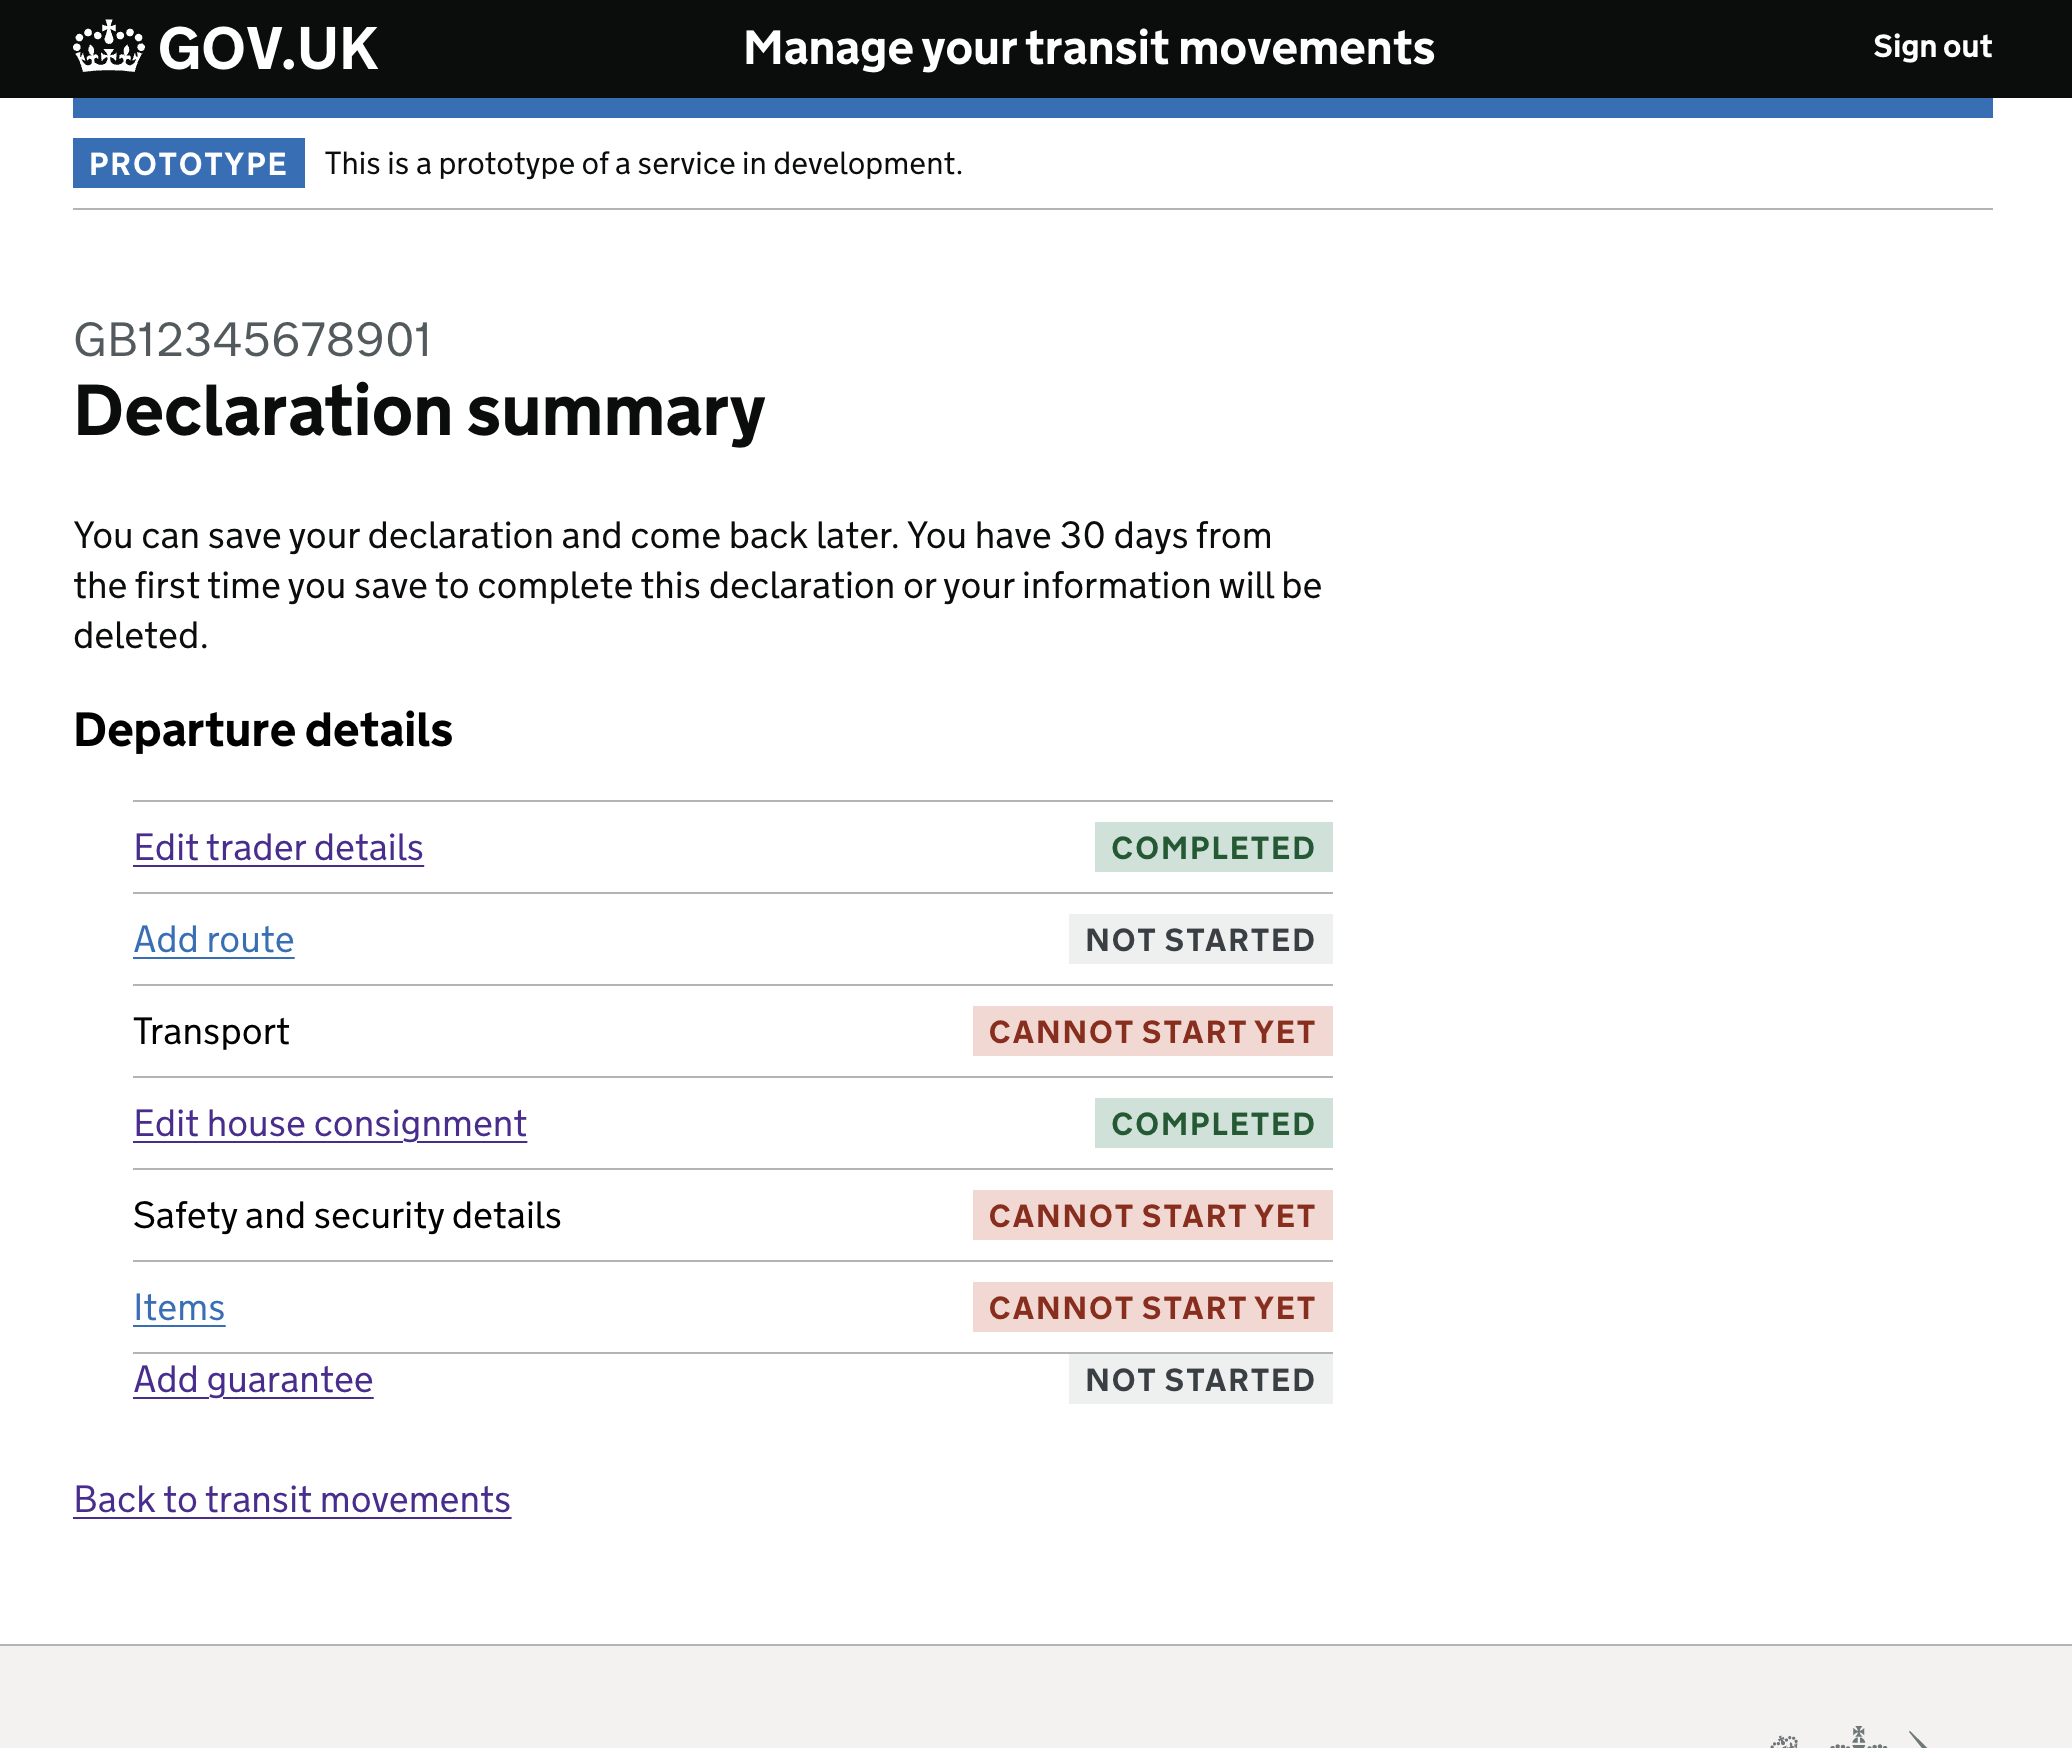 GOV.UK
Manage your transit movements
Sign out
PROTOTYPE This is a prototype of a service in development.
GB12345678901
Declaration summary
You can save your declaration and come back later. You have 30 days from
the first time you save to complete this declaration or your information will be
deleted.
Departure details
Edit trader details COMPLETED
Add route NOT STARTED
Transport CANNOT START YET
Edit house consignment COMPLETED
Safety and security details CANNOT START YET
Items CANNOT START YET
Add guarantee NOT STARTED
Back to transit movements